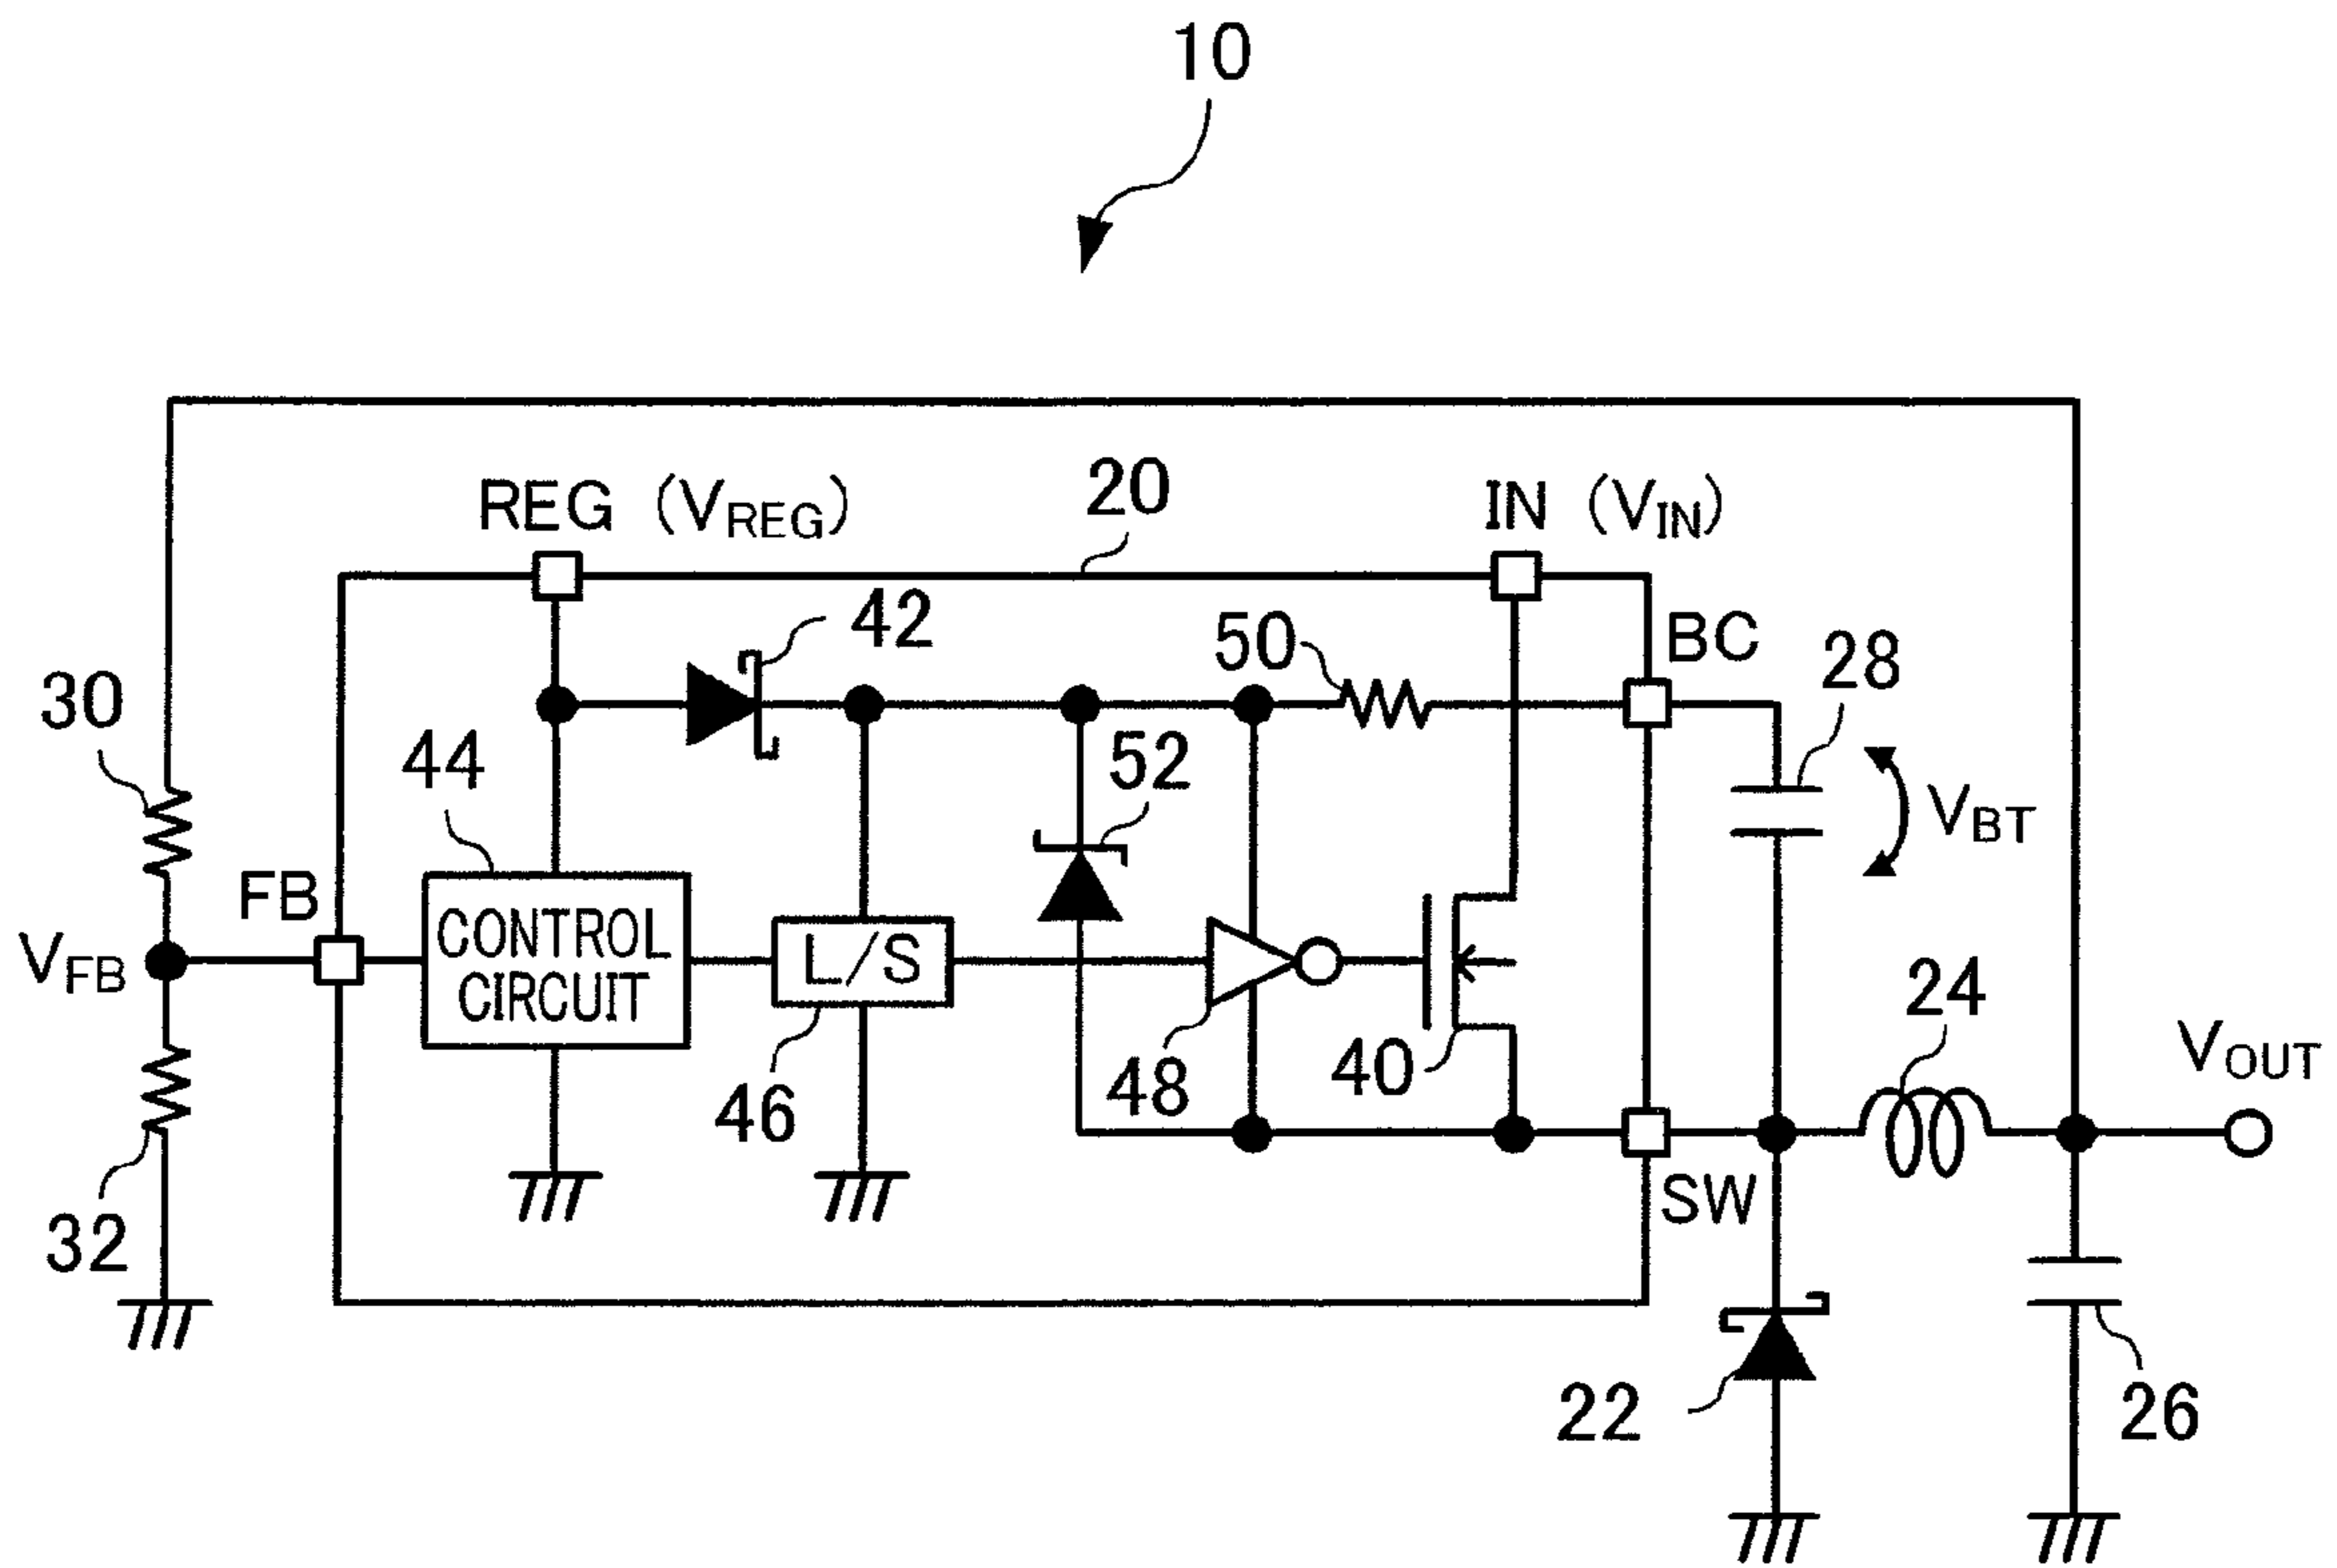 10
REG (VREG)
20
IN (VIN)
42
50
BC
28
30
44
52
VBT
FB
CONTROL
CIRCUIT
L/S
VFB
24
46
48
40
VOUT
32
SW
22
26